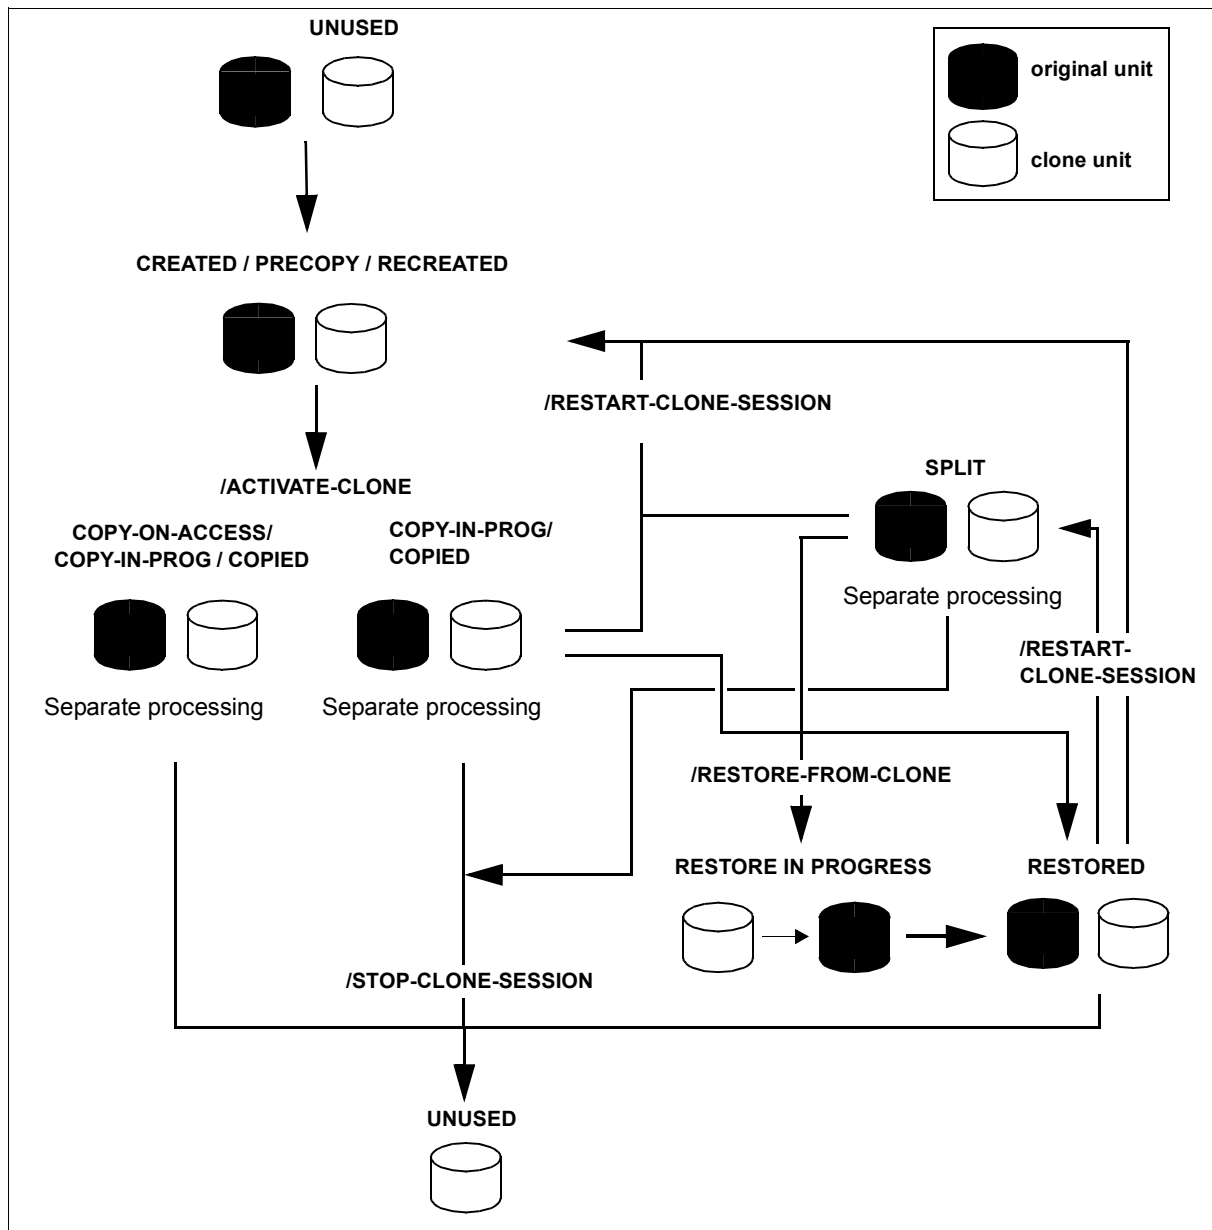 UNUSED
original unit
clone unit
CREATED / PRECOPY / RECREATED
/RESTART-CLONE-SESSION
/ACTIVATE-CLONE
SPLIT
COPY-ON-ACCESS/
COPY-IN-PROG / COPIED
COPY-IN-PROG/
COPIED
Separate processing
/RESTART-
CLONE-SESSION
Separate processing
Separate processing
/RESTORE-FROM-CLONE
RESTORE IN PROGRESS
RESTORED
/STOP-CLONE-SESSION
UNUSED